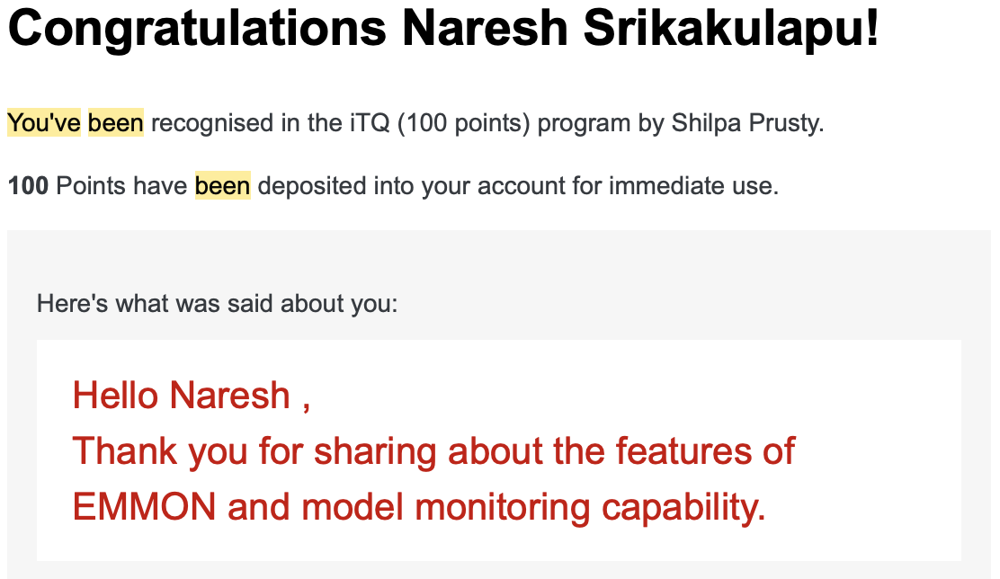 Congratulations Naresh Srikakulapu!
You've been recognised in the iTQ (100 points) program by Shilpa Prusty.
100 Points have been deposited into your account for immediate use.
Here's what was said about you:
Hello Naresh ,
Thank you for sharing about the features of
EMMON and model monitoring capability.